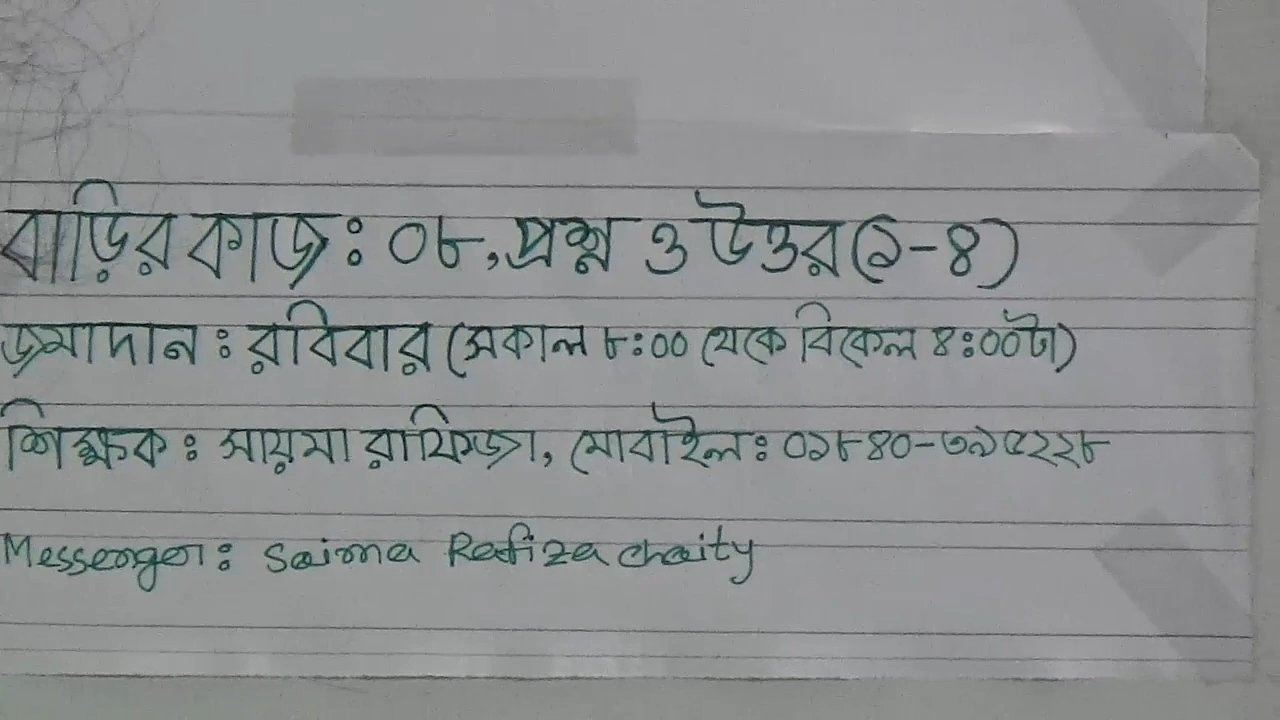 বাড়ির কাজ: ০৮, প্রশ্ন ও উত্তর (১-৪)
জমাদান: রবিবার (সকাল ৮:০০ থেকে বিকেল ৪:০০টা)
শিক্ষক: সায়মা রাফিজা, মোবাইল: ০১৮৪০-৩৯৫২২৮
Messenger: Saima Rafiza chaity